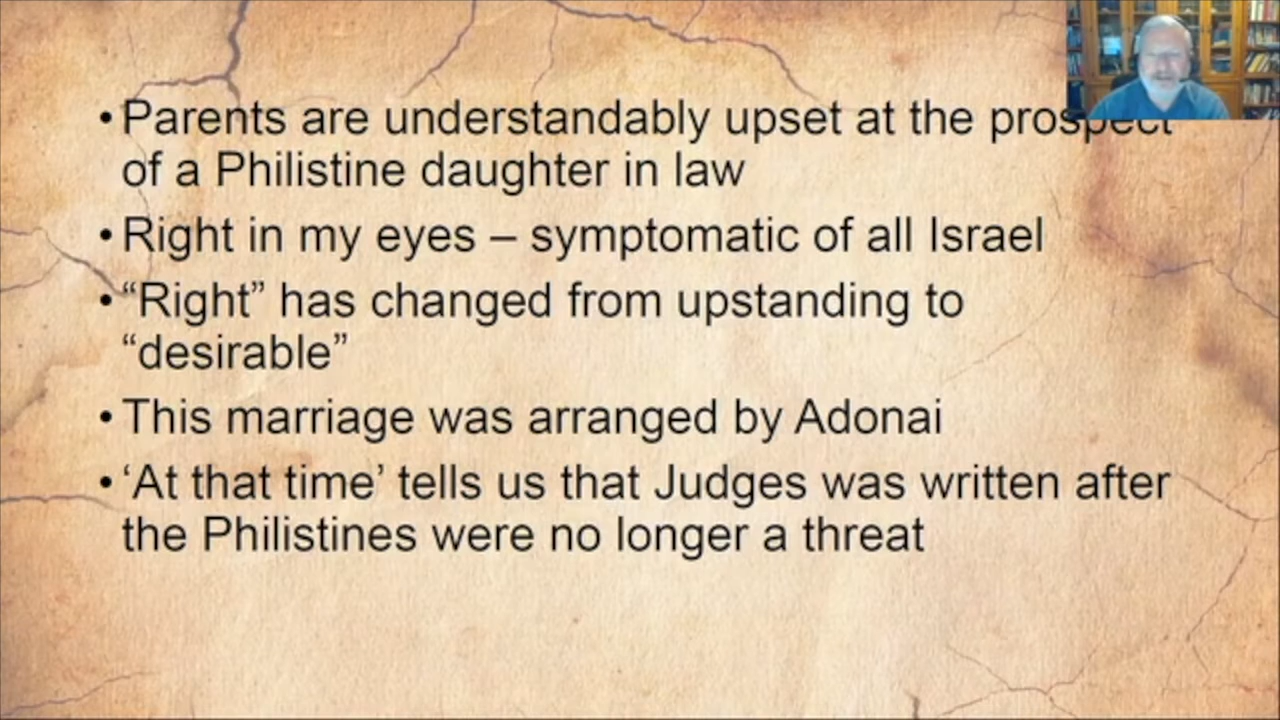 • Parents are understandably upset at the prospect
of a Philistine daughter in law
• Right in my eyes – symptomatic of all Israel
• “Right” has changed from upstanding to
“desirable”
• This marriage was arranged by Adonai
• ‘At that time’ tells us that Judges was written after
the Philistines were no longer a threat